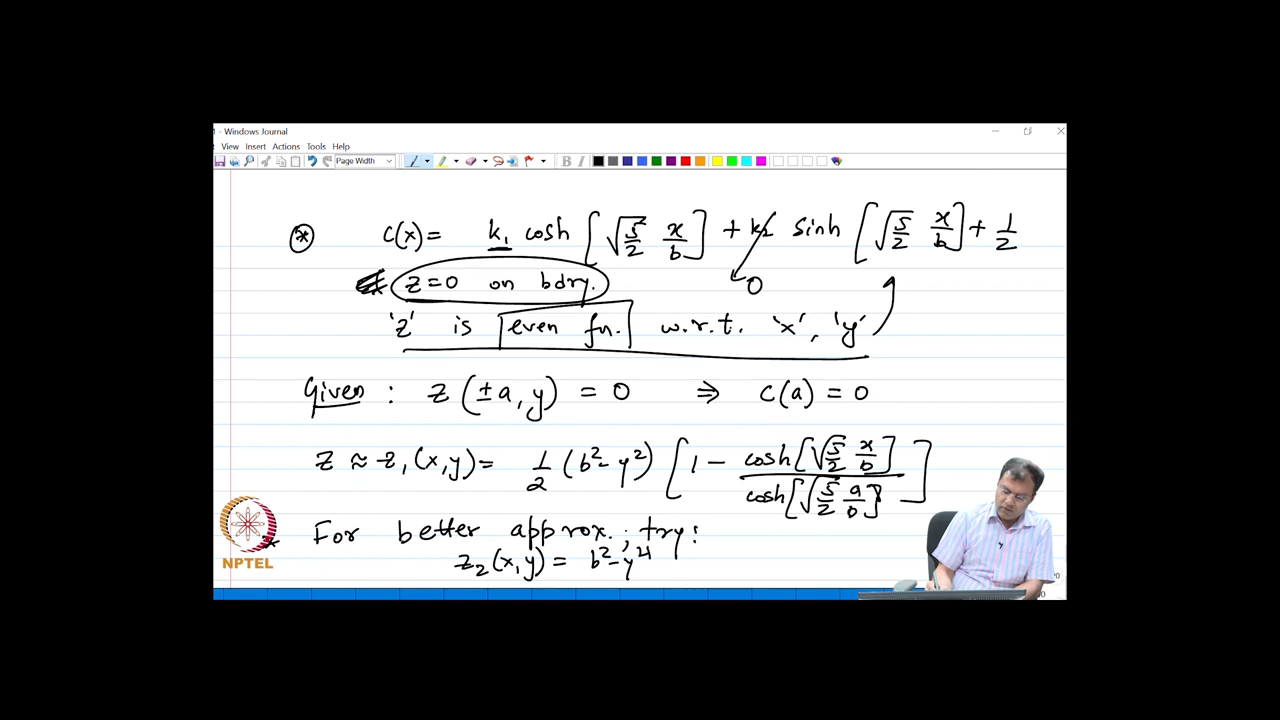 1 - Windows Journal
View Insert Actions Tools Help
Page Width B I
⊛ c(x) = k₁ cosh [√(5/2) x/b] + k₂ sinh [√(5/2) x/b] + 1/2
z=0 on bdry. 0
'z' is even fn. w.r.t. 'x', 'y'
Given : z (±a, y) = 0 ⇒ c(a) = 0
z ≈ z₁(x,y) = 1/2 (b² - y²) [1 - cosh[√(5/2) x/b] / cosh[√(5/2) a/b]]
* For better approx.; try:
z₂(x,y) = b² - y⁴
NPTEL